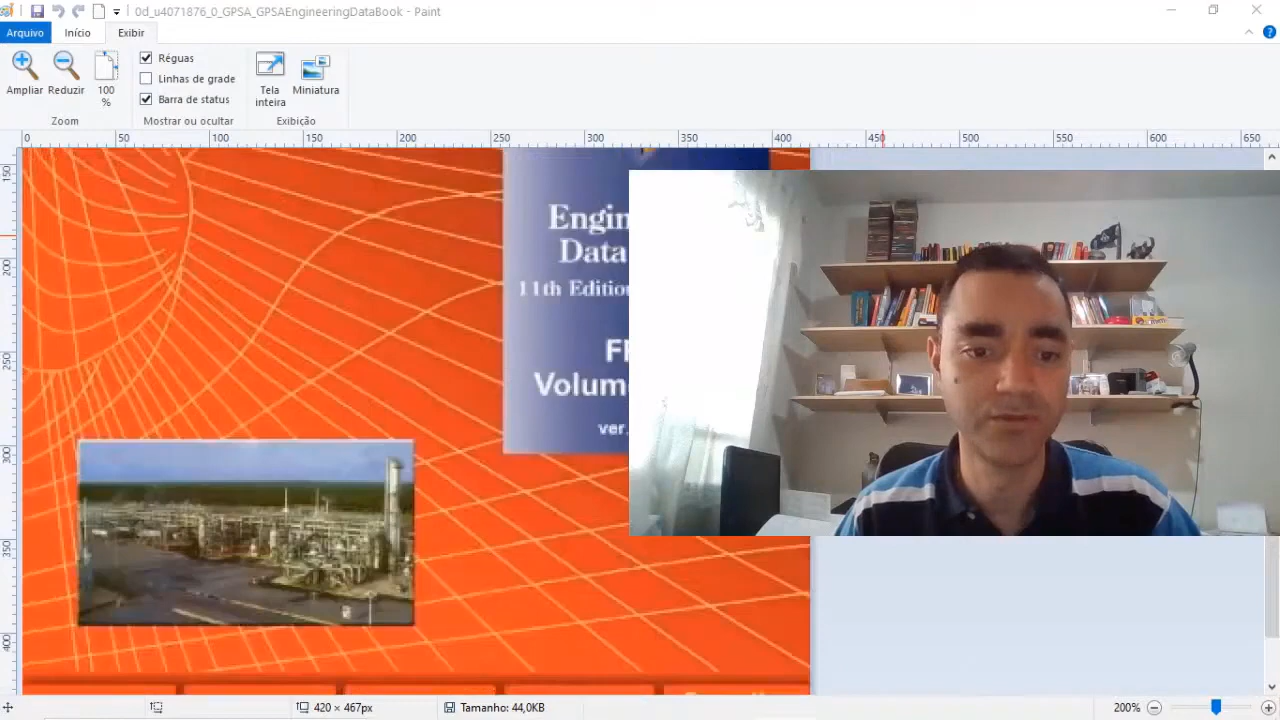 0d_u4071876_0_GPSA_GPSAEngineeringDataBook - Paint
Arquivo Início Exibir
Ampliar Reduzir 100 %
Réguas
Linhas de grade
Barra de status
Tela inteira
Miniatura
Zoom Mostrar ou ocultar Exibição
0 50 100 150 200 250 300 350 400 450 500 550 600 650
200
250
300
350
400
Engin
Data
11th Edition
Volume
ver.
420 × 467px
Tamanho: 44,0KB
200%